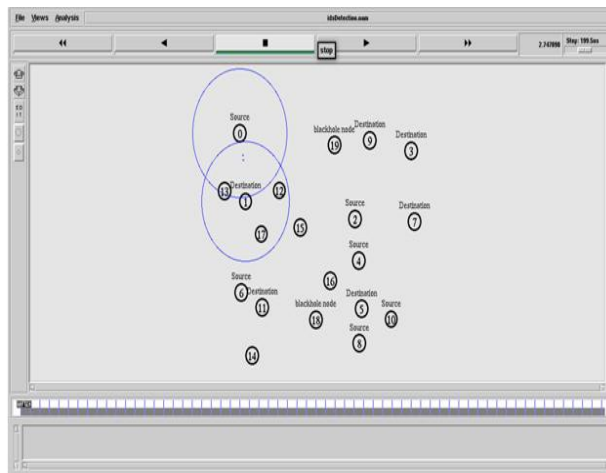 File Views Analysis
idsDetection.nam
stop
2.747898
Step: 199.5ms
Source
0
blackhole node
19
Destination
9
Destination
3
13
Destination
1
12
17
15
Source
2
Destination
7
Source
4
16
Source
6
Destination
11
blackhole node
18
Destination
5
Source
10
Source
8
14